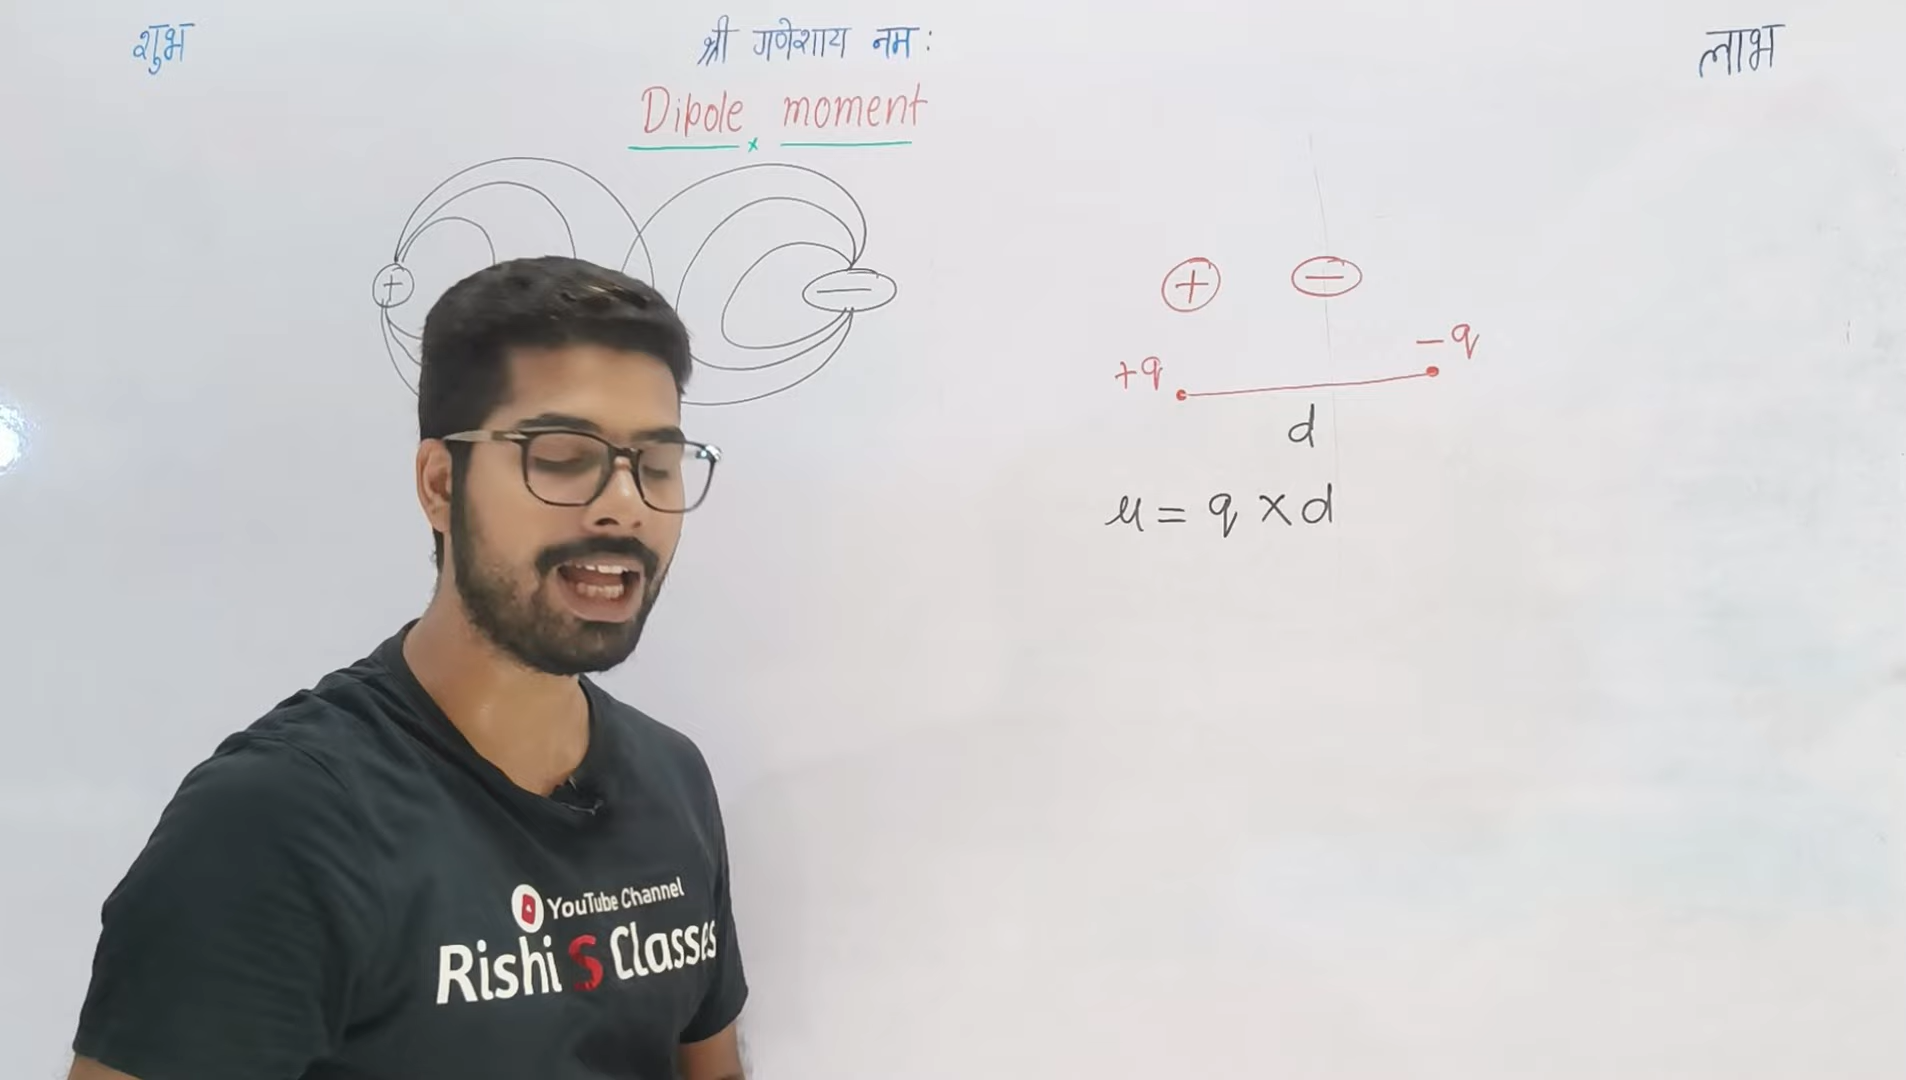 शुभ श्री गणेशाय नमः लाभ
Dipole moment
x
+ − + −
+q −q
d
μ = q × d
YouTube Channel
Rishi S Classes